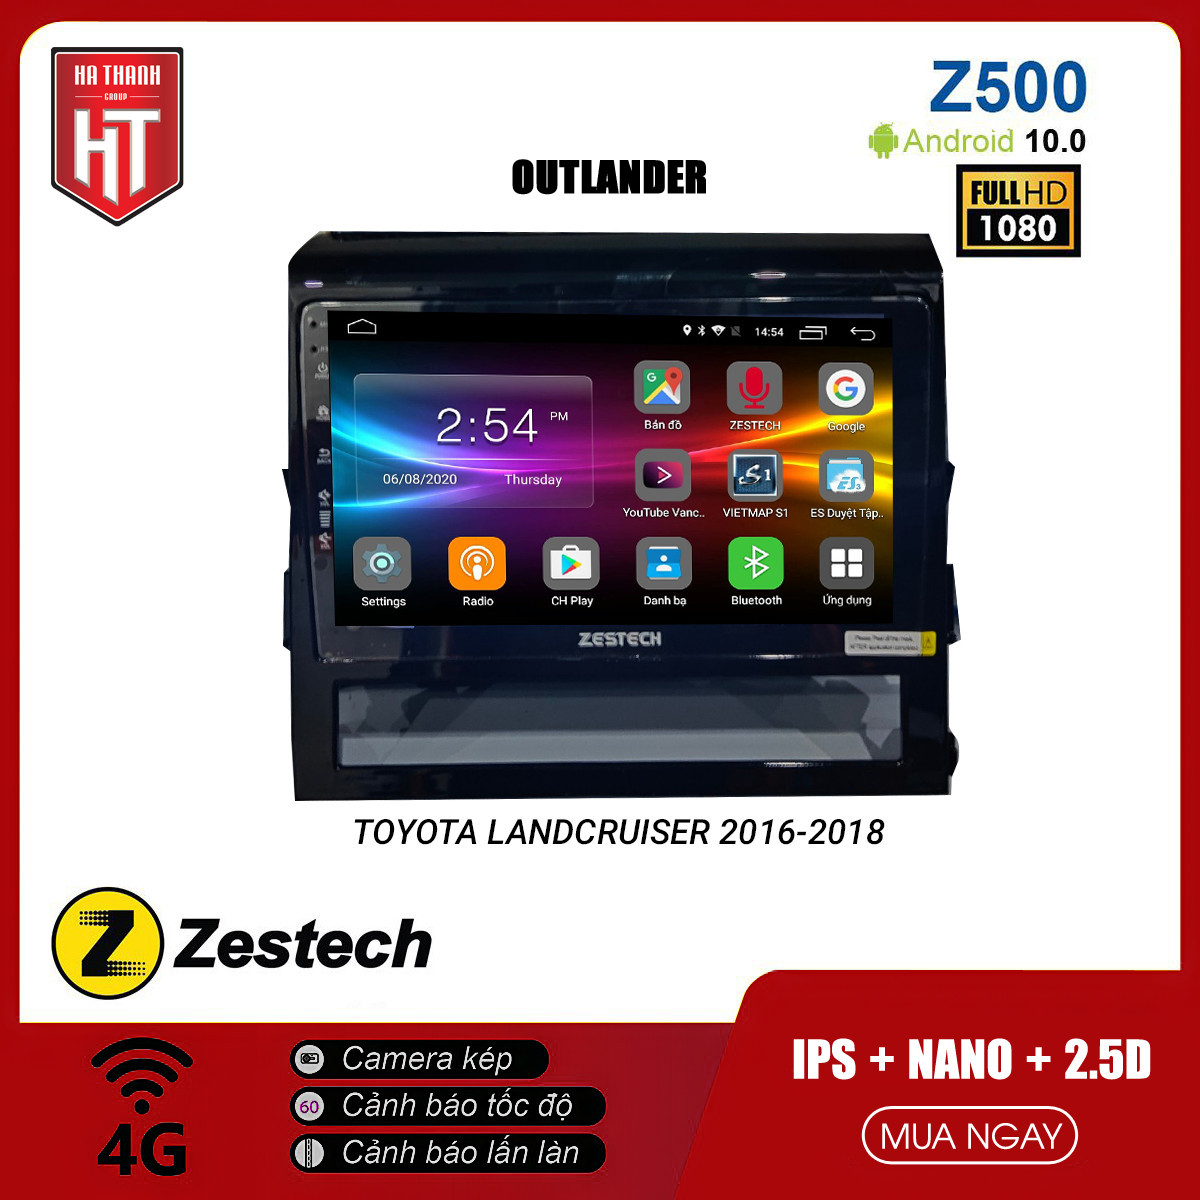 HA THANH
GROUP
HT
Z500
Android 10.0
FULL HD
1080
OUTLANDER
14:54
2:54 PM
06/08/2020 Thursday
Bản đồ ZESTECH Google
YouTube Vanc.. VIETMAP S1 ES Duyệt Tập..
Settings Radio CH Play Danh bạ Bluetooth Ứng dụng
ZESTECH
TOYOTA LANDCRUISER 2016-2018
Z Zestech
4G
Camera kép
60 Cảnh báo tốc độ
Cảnh báo lấn làn
IPS + NANO + 2.5D
MUA NGAY